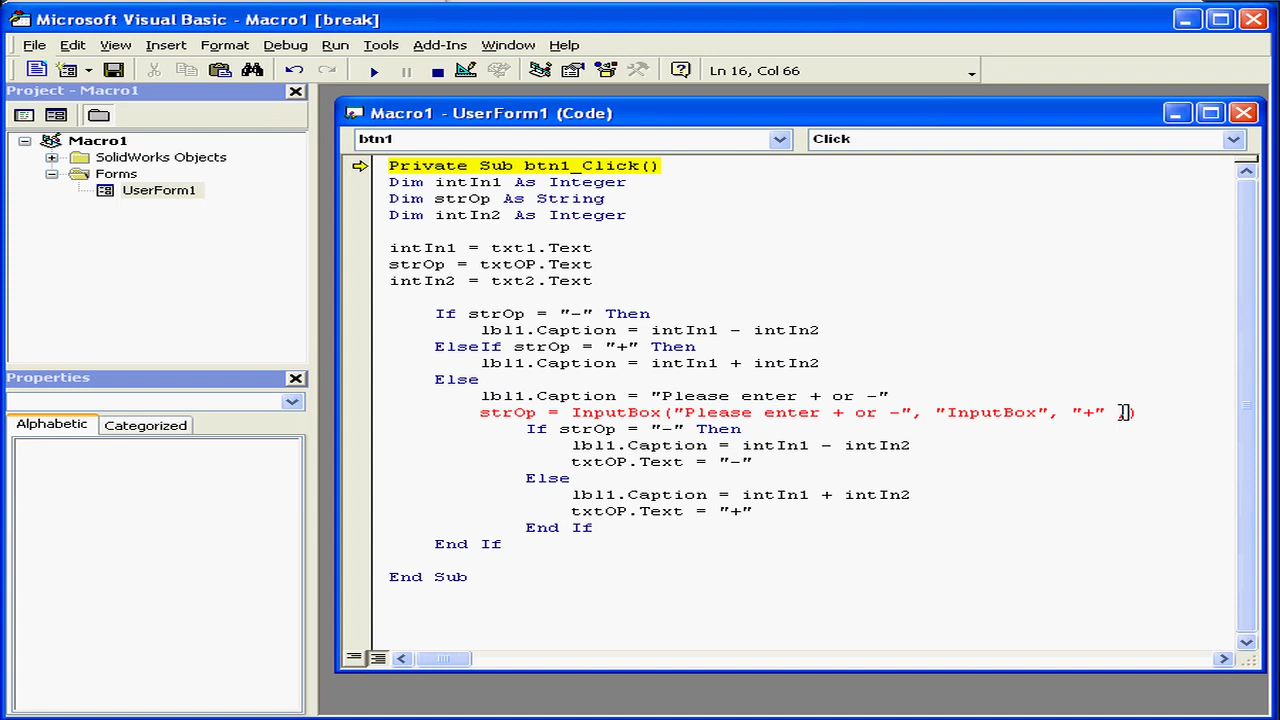 Microsoft Visual Basic - Macro1 [break]
File Edit View Insert Format Debug Run Tools Add-Ins Window Help
Ln 16, Col 66
Project - Macro1
Macro1
SolidWorks Objects
Forms
UserForm1
Properties
Alphabetic Categorized
Macro1 - UserForm1 (Code)
btn1 Click
Private Sub btn1_Click()
Dim intIn1 As Integer
Dim strOp As String
Dim intIn2 As Integer
intIn1 = txt1.Text
strOp = txtOP.Text
intIn2 = txt2.Text
If strOp = "-" Then
lbl1.Caption = intIn1 - intIn2
ElseIf strOp = "+" Then
lbl1.Caption = intIn1 + intIn2
Else
lbl1.Caption = "Please enter + or -"
strOp = InputBox("Please enter + or -", "InputBox", "+" ,)
If strOp = "-" Then
lbl1.Caption = intIn1 - intIn2
txtOP.Text = "-"
Else
lbl1.Caption = intIn1 + intIn2
txtOP.Text = "+"
End If
End If
End Sub